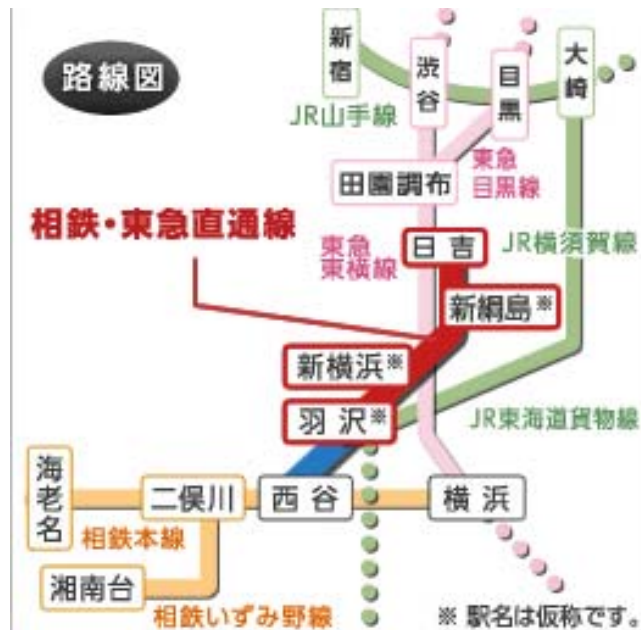 路線図
新宿
渋谷
目黒
大崎
JR山手線
田園調布
東急
目黒線
相鉄・東急直通線
東急
東横線
日吉
JR横須賀線
新綱島※
新横浜※
羽沢※
JR東海道貨物線
海老名
二俣川
西谷
横浜
相鉄本線
湘南台
相鉄いずみ野線
※ 駅名は仮称です。